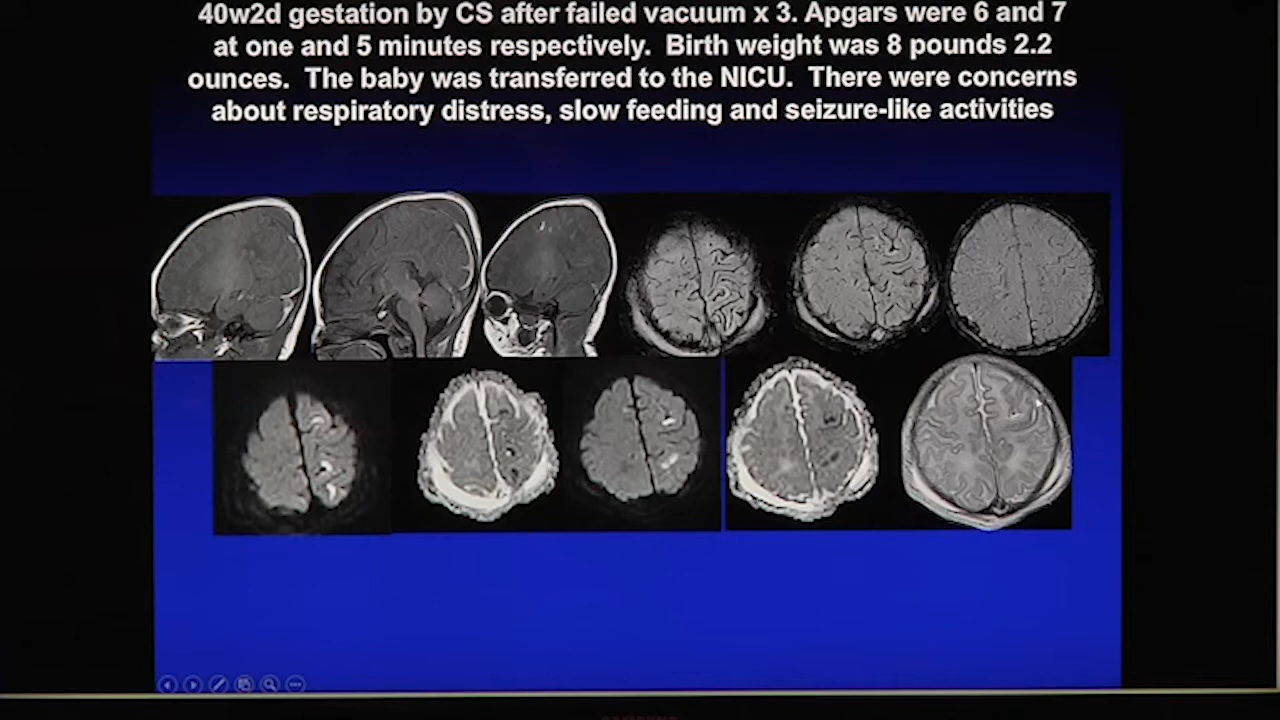 40w2d gestation by CS after failed vacuum x 3. Apgars were 6 and 7
at one and 5 minutes respectively.  Birth weight was 8 pounds 2.2
ounces.  The baby was transferred to the NICU.  There were concerns
about respiratory distress, slow feeding and seizure-like activities